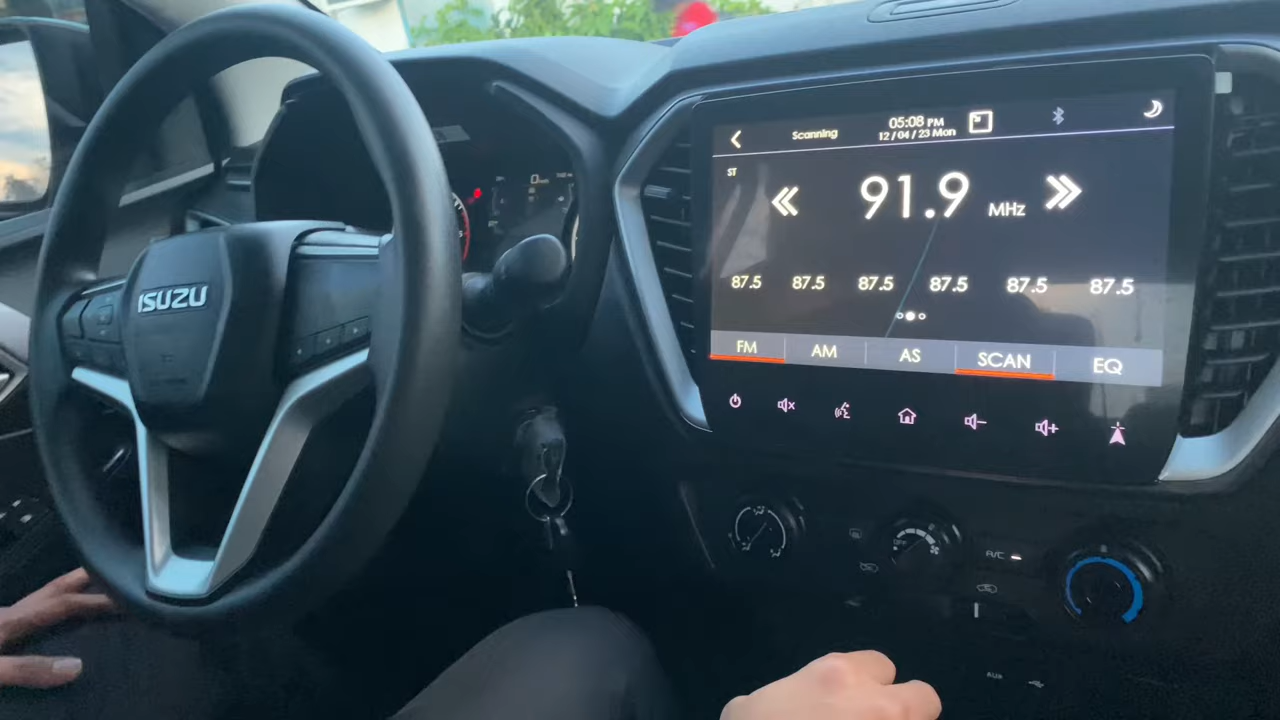 ISUZU
Scanning
05:08 PM
12/04/23 Mon
ST
91.9 MHz
87.5 87.5 87.5 87.5 87.5 87.5
FM AM AS SCAN EQ
A/C
AUX